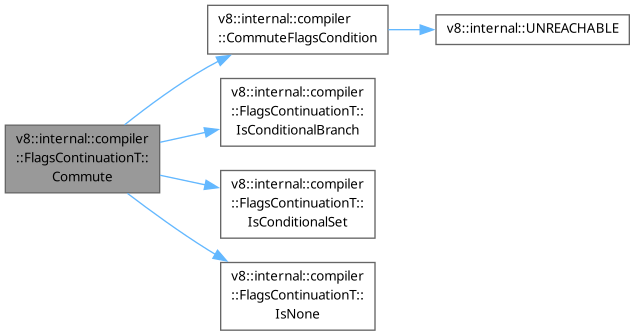 v8::internal::compiler
::FlagsContinuationT::
Commute
v8::internal::compiler
::CommuteFlagsCondition
v8::internal::UNREACHABLE
v8::internal::compiler
::FlagsContinuationT::
IsConditionalBranch
v8::internal::compiler
::FlagsContinuationT::
IsConditionalSet
v8::internal::compiler
::FlagsContinuationT::
IsNone